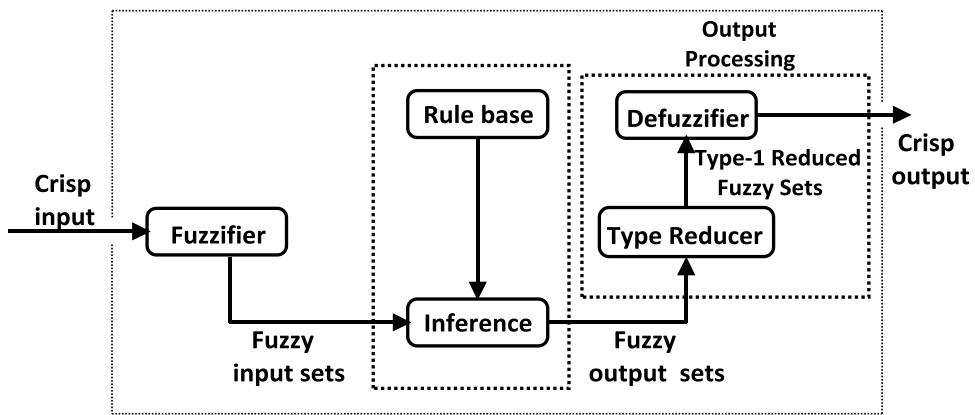 Output
Processing
Rule base
Defuzzifier
Crisp
output
Type-1 Reduced
Fuzzy Sets
Crisp
input
Fuzzifier
Type Reducer
Inference
Fuzzy
input sets
Fuzzy
output sets